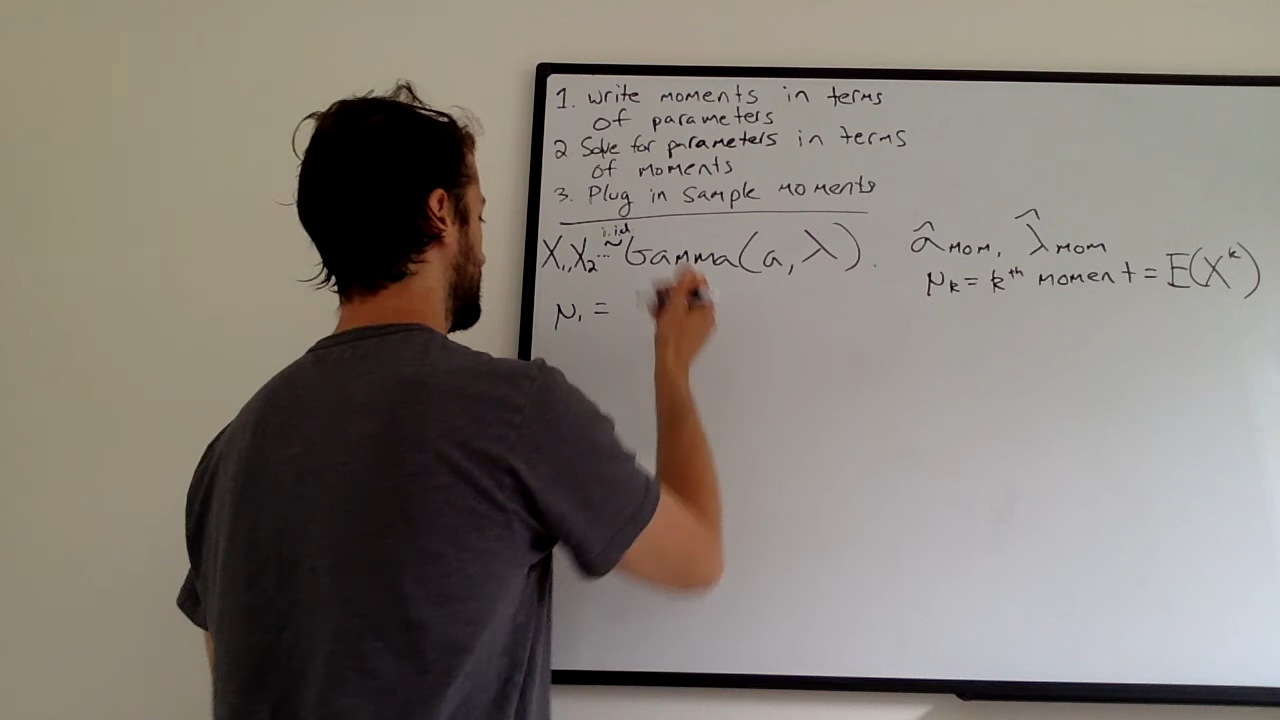 1. Write moments in terms
of parameters
2 Solve for parameters in terms
of moments
3. Plug in sample moments
X₁, X₂ ... i.i.d. ~ Gamma(a, λ).
μ₁ =
â MOM, λ̂ MOM
μₖ = kᵗʰ moment = E(Xᵏ)